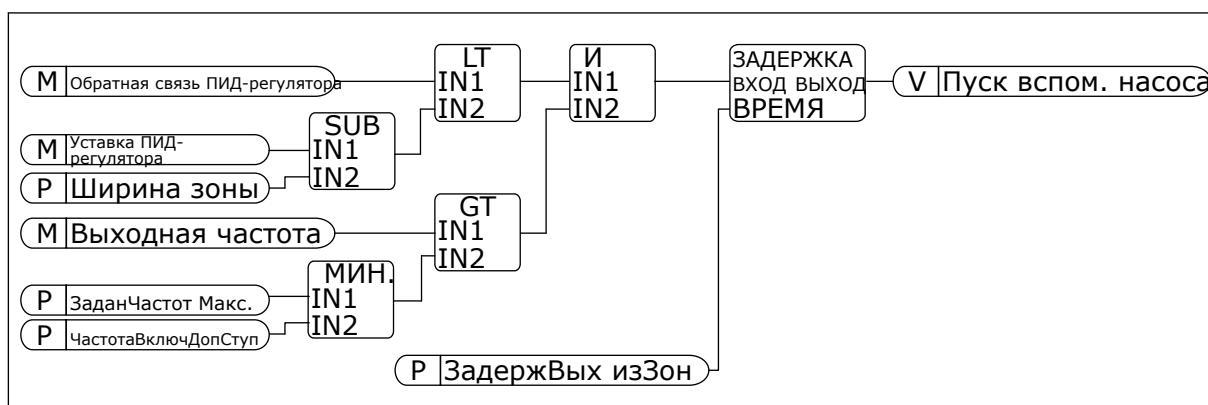 LT
И
ЗАДЕРЖКА
M Обратная связь ПИД-регулятора
IN1
IN1
ВХОД ВЫХОД
V Пуск вспом. насоса
IN2
IN2
ВРЕМЯ
SUB
M Уставка ПИД-
регулятора
IN1
P Ширина зоны
IN2
GT
M Выходная частота
IN1
IN2
МИН.
P ЗаданЧастот Макс.
IN1
P ЧастотаВключДопСтуп
IN2
P ЗадержВых изЗон